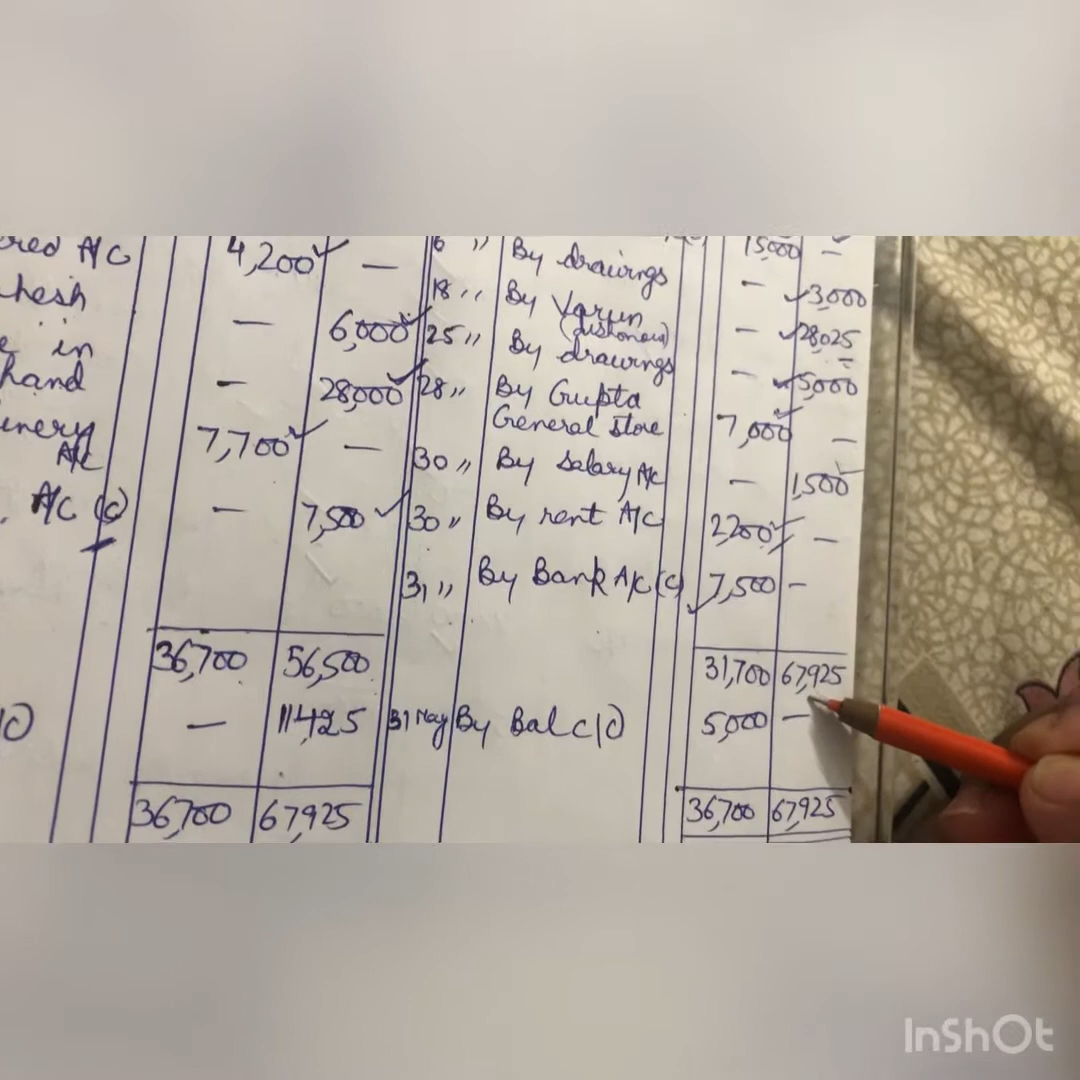 ered A/C 4,200 — 6 ,, By drawings 15,000 —
hesh — 6,000 18 ,, By Varun — 3,000
(dishonour)
e in hand — 28,000 25 ,, By drawings — 28,025
inery A/C 7,700 — 28 ,, By Gupta — 5,000
General store 7,000 —
30 ,, By Salary A/C — 1,500
A/C (c) — 7,500 30 ,, By rent A/C 2,200 —
31 ,, By Bank A/C (c) 7,500 —
36,700 56,500 31,700 67,925
— 11,425 31 May By Bal c/d 5,000 —
36,700 67,925 36,700 67,925
InShOt